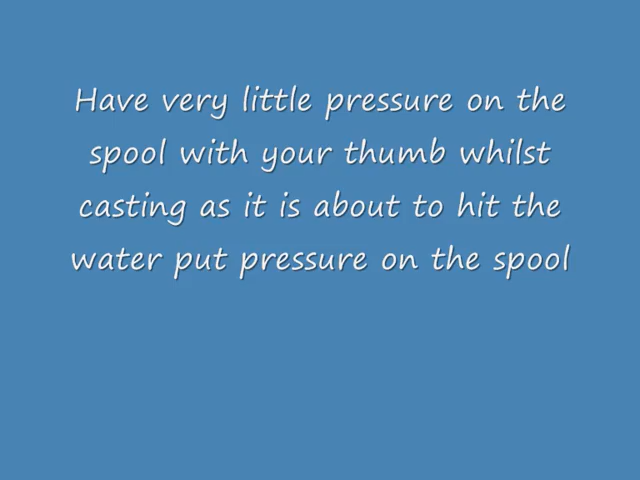 Have very little pressure on the
spool with your thumb whilst
casting as it is about to hit the
water put pressure on the spool